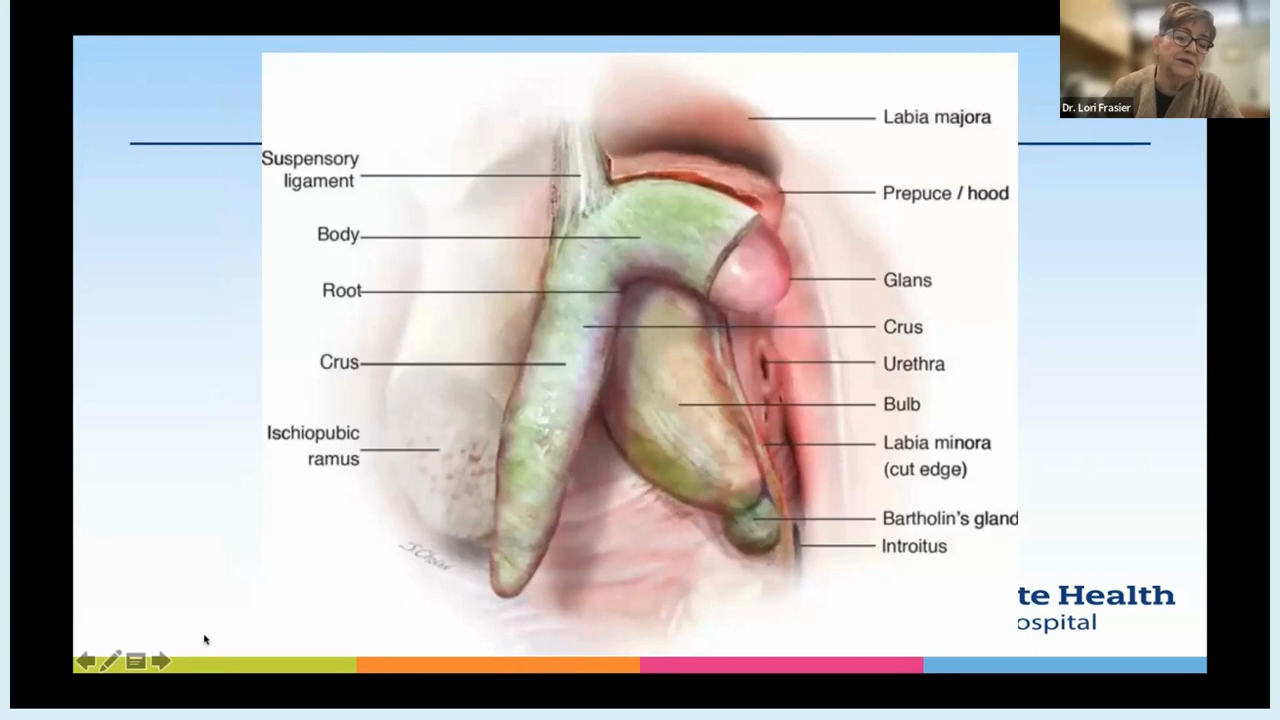 Dr. Lori Frasier
Suspensory
ligament
Body
Root
Crus
Ischiopubic
ramus
Labia majora
Prepuce / hood
Glans
Crus
Urethra
Bulb
Labia minora
(cut edge)
Bartholin's gland
Introitus
te Health
ospital